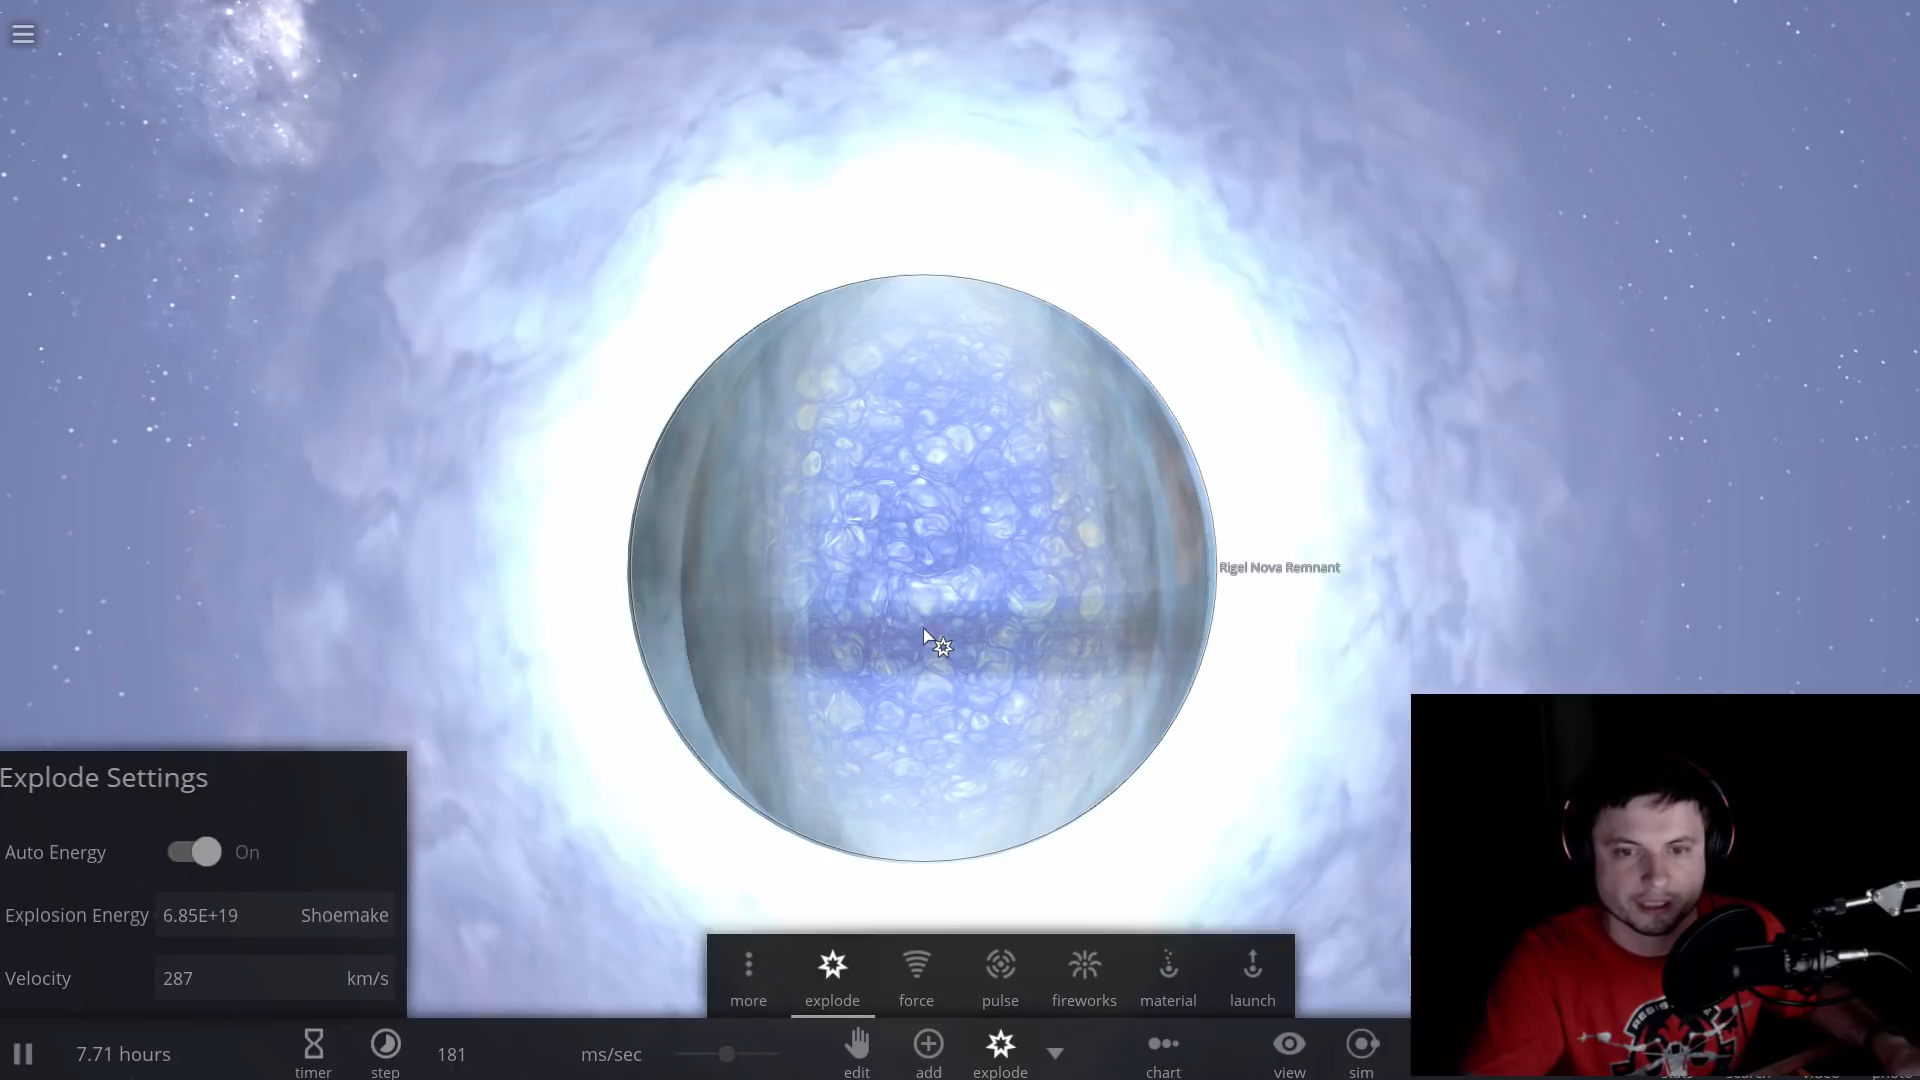 Rigel Nova Remnant
Explode Settings
Auto Energy On
Explosion Energy 6.85E+19 Shoemake
Velocity 287 km/s
more explode force pulse fireworks material launch
7.71 hours timer step 181 ms/sec edit add explode chart view sim